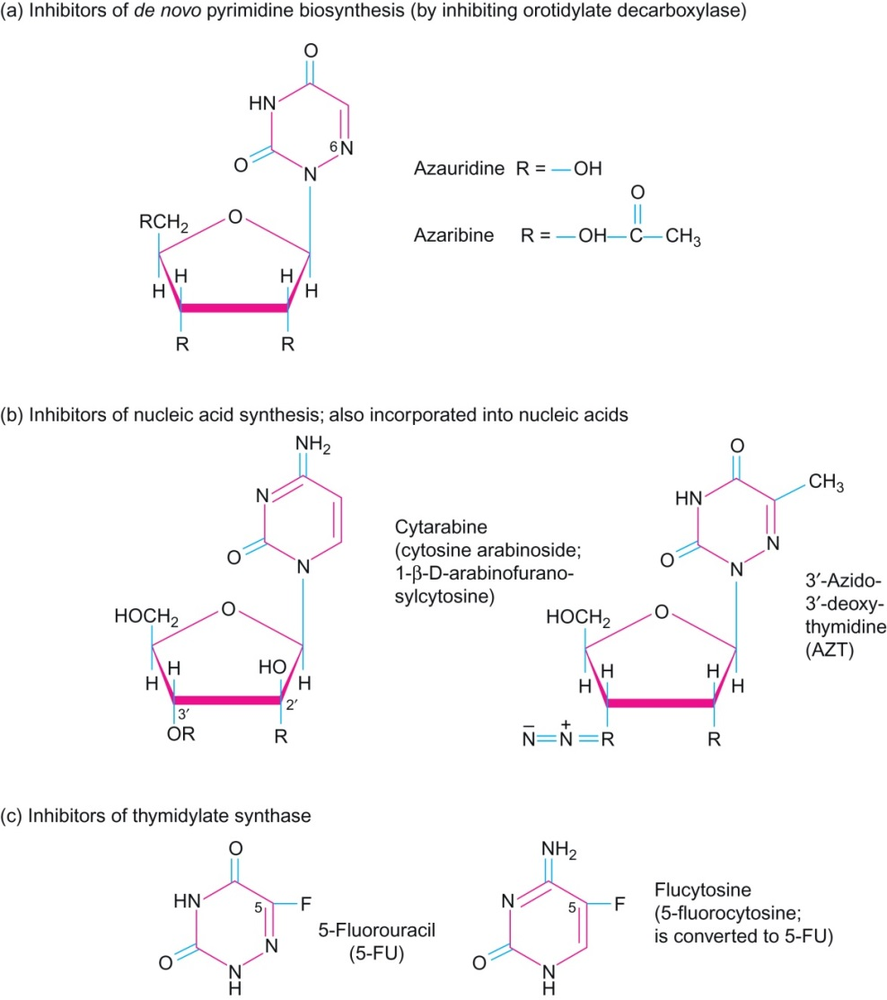 (a) Inhibitors of de novo pyrimidine biosynthesis (by inhibiting orotidylate decarboxylase)
O
HN
6 N
O
N
Azauridine R = —OH
O
RCH2
O
Azaribine R = —OH—C—CH3
H
H
H
H
R
R
(b) Inhibitors of nucleic acid synthesis; also incorporated into nucleic acids
NH2
N
O
N
HOCH2
O
H
H
HO
H
3′
2′
OR
R
Cytarabine
(cytosine arabinoside;
1-β-D-arabinofurano-
sylcytosine)
O
CH3
HN
N
O
N
HOCH2
O
H
H
H
H
N̄=N⁺=R
R
3′-Azido-
3′-deoxy-
thymidine
(AZT)
(c) Inhibitors of thymidylate synthase
O
HN
5
F
N
O
N
H
5-Fluorouracil
(5-FU)
NH2
N
5
F
O
N
H
Flucytosine
(5-fluorocytosine;
is converted to 5-FU)